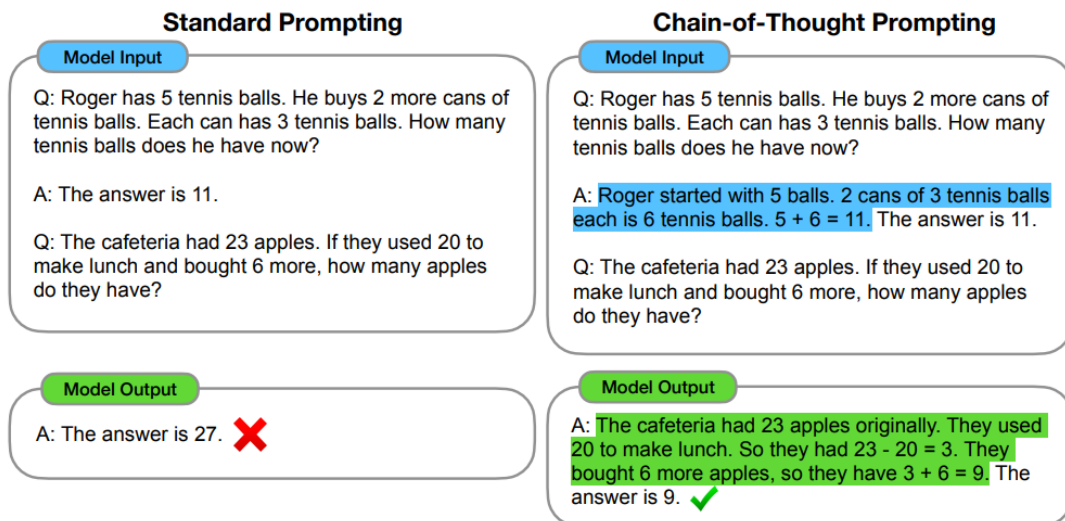 Standard Prompting
Model Input
Q: Roger has 5 tennis balls. He buys 2 more cans of
tennis balls. Each can has 3 tennis balls. How many
tennis balls does he have now?
A: The answer is 11.
Q: The cafeteria had 23 apples. If they used 20 to
make lunch and bought 6 more, how many apples
do they have?
Model Output
A: The answer is 27.
Chain-of-Thought Prompting
Model Input
Q: Roger has 5 tennis balls. He buys 2 more cans of
tennis balls. Each can has 3 tennis balls. How many
tennis balls does he have now?
A: Roger started with 5 balls. 2 cans of 3 tennis balls
each is 6 tennis balls. 5 + 6 = 11. The answer is 11.
Q: The cafeteria had 23 apples. If they used 20 to
make lunch and bought 6 more, how many apples
do they have?
Model Output
A: The cafeteria had 23 apples originally. They used
20 to make lunch. So they had 23 - 20 = 3. They
bought 6 more apples, so they have 3 + 6 = 9. The
answer is 9.